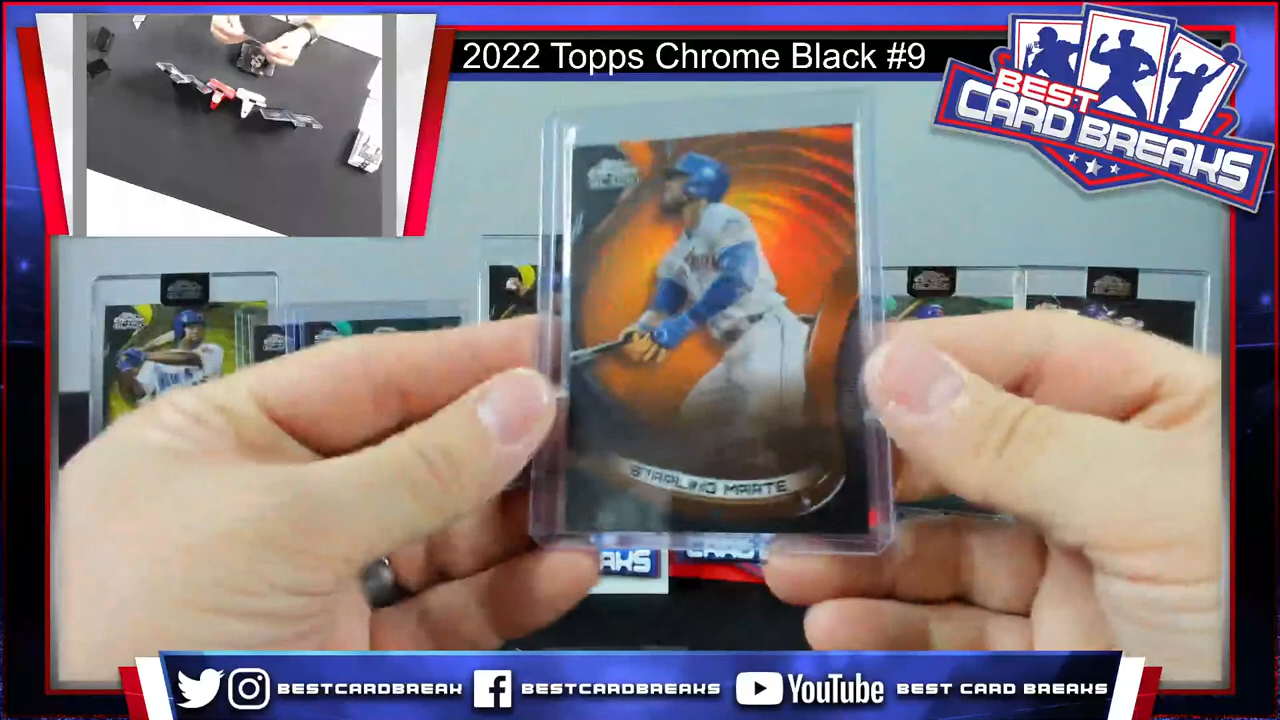 2022 Topps Chrome Black #9
BEST
CARD BREAKS
STARLING MARTE
BESTCARDBREAK
BESTCARDBREAKS
YouTube
BEST CARD BREAKS